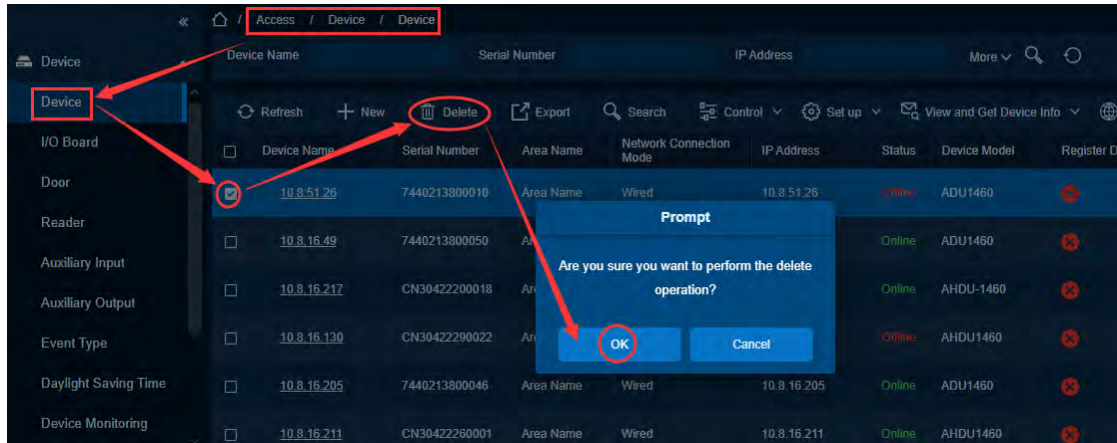 «
/ Access / Device / Device
Device Name Serial Number IP Address More
Device
Device
I/O Board
Door
Reader
Auxiliary Input
Auxiliary Output
Event Type
Daylight Saving Time
Device Monitoring
Refresh New Delete Export Search Control Set up View and Get Device Info
Device Name Serial Number Area Name Network Connection Mode IP Address Status Device Model Register D
10.8.51.26 7440213800010 Area Name Wired 10.8.51.26 Offline ADU1460
10.8.16.49 7440213800050 Online ADU1460
10.8.16.217 CN30422200018 Online AHDU-1460
10.8.16.130 CN30422290022 Offline AHDU1460
10.8.16.205 7440213800046 Area Name Wired 10.8.16.205 Online ADU1460
10.8.16.211 CN30422260001 Area Name Wired 10.8.16.211 Online AHDU1460
Prompt
Are you sure you want to perform the delete
operation?
OK Cancel